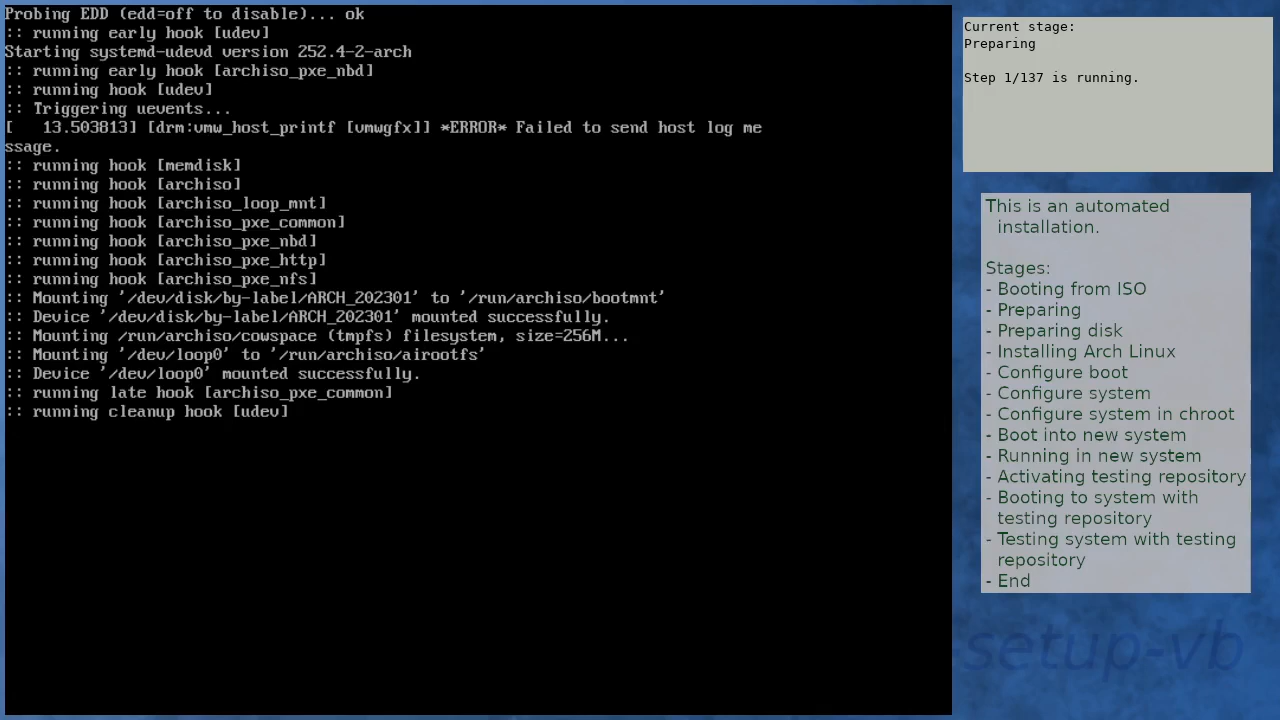 Probing EDD (edd=off to disable)... ok
:: running early hook [udev]
Starting systemd-udevd version 252.4-2-arch
:: running early hook [archiso_pxe_nbd]
:: running hook [udev]
:: Triggering uevents...
[   13.503813] [drm:vmw_host_printf [vmwgfx]] *ERROR* Failed to send host log me
ssage.
:: running hook [memdisk]
:: running hook [archiso]
:: running hook [archiso_loop_mnt]
:: running hook [archiso_pxe_common]
:: running hook [archiso_pxe_nbd]
:: running hook [archiso_pxe_http]
:: running hook [archiso_pxe_nfs]
:: Mounting '/dev/disk/by-label/ARCH_202301' to '/run/archiso/bootmnt'
:: Device '/dev/disk/by-label/ARCH_202301' mounted successfully.
:: Mounting /run/archiso/cowspace (tmpfs) filesystem, size=256M...
:: Mounting '/dev/loop0' to '/run/archiso/airootfs'
:: Device '/dev/loop0' mounted successfully.
:: running late hook [archiso_pxe_common]
:: running cleanup hook [udev]
Current stage:
Preparing
Step 1/137 is running.
This is an automated
installation.
Stages:
- Booting from ISO
- Preparing
- Preparing disk
- Installing Arch Linux
- Configure boot
- Configure system
- Configure system in chroot
- Boot into new system
- Running in new system
- Activating testing repository
- Booting to system with
testing repository
- Testing system with testing
repository
- End
-setup-vb